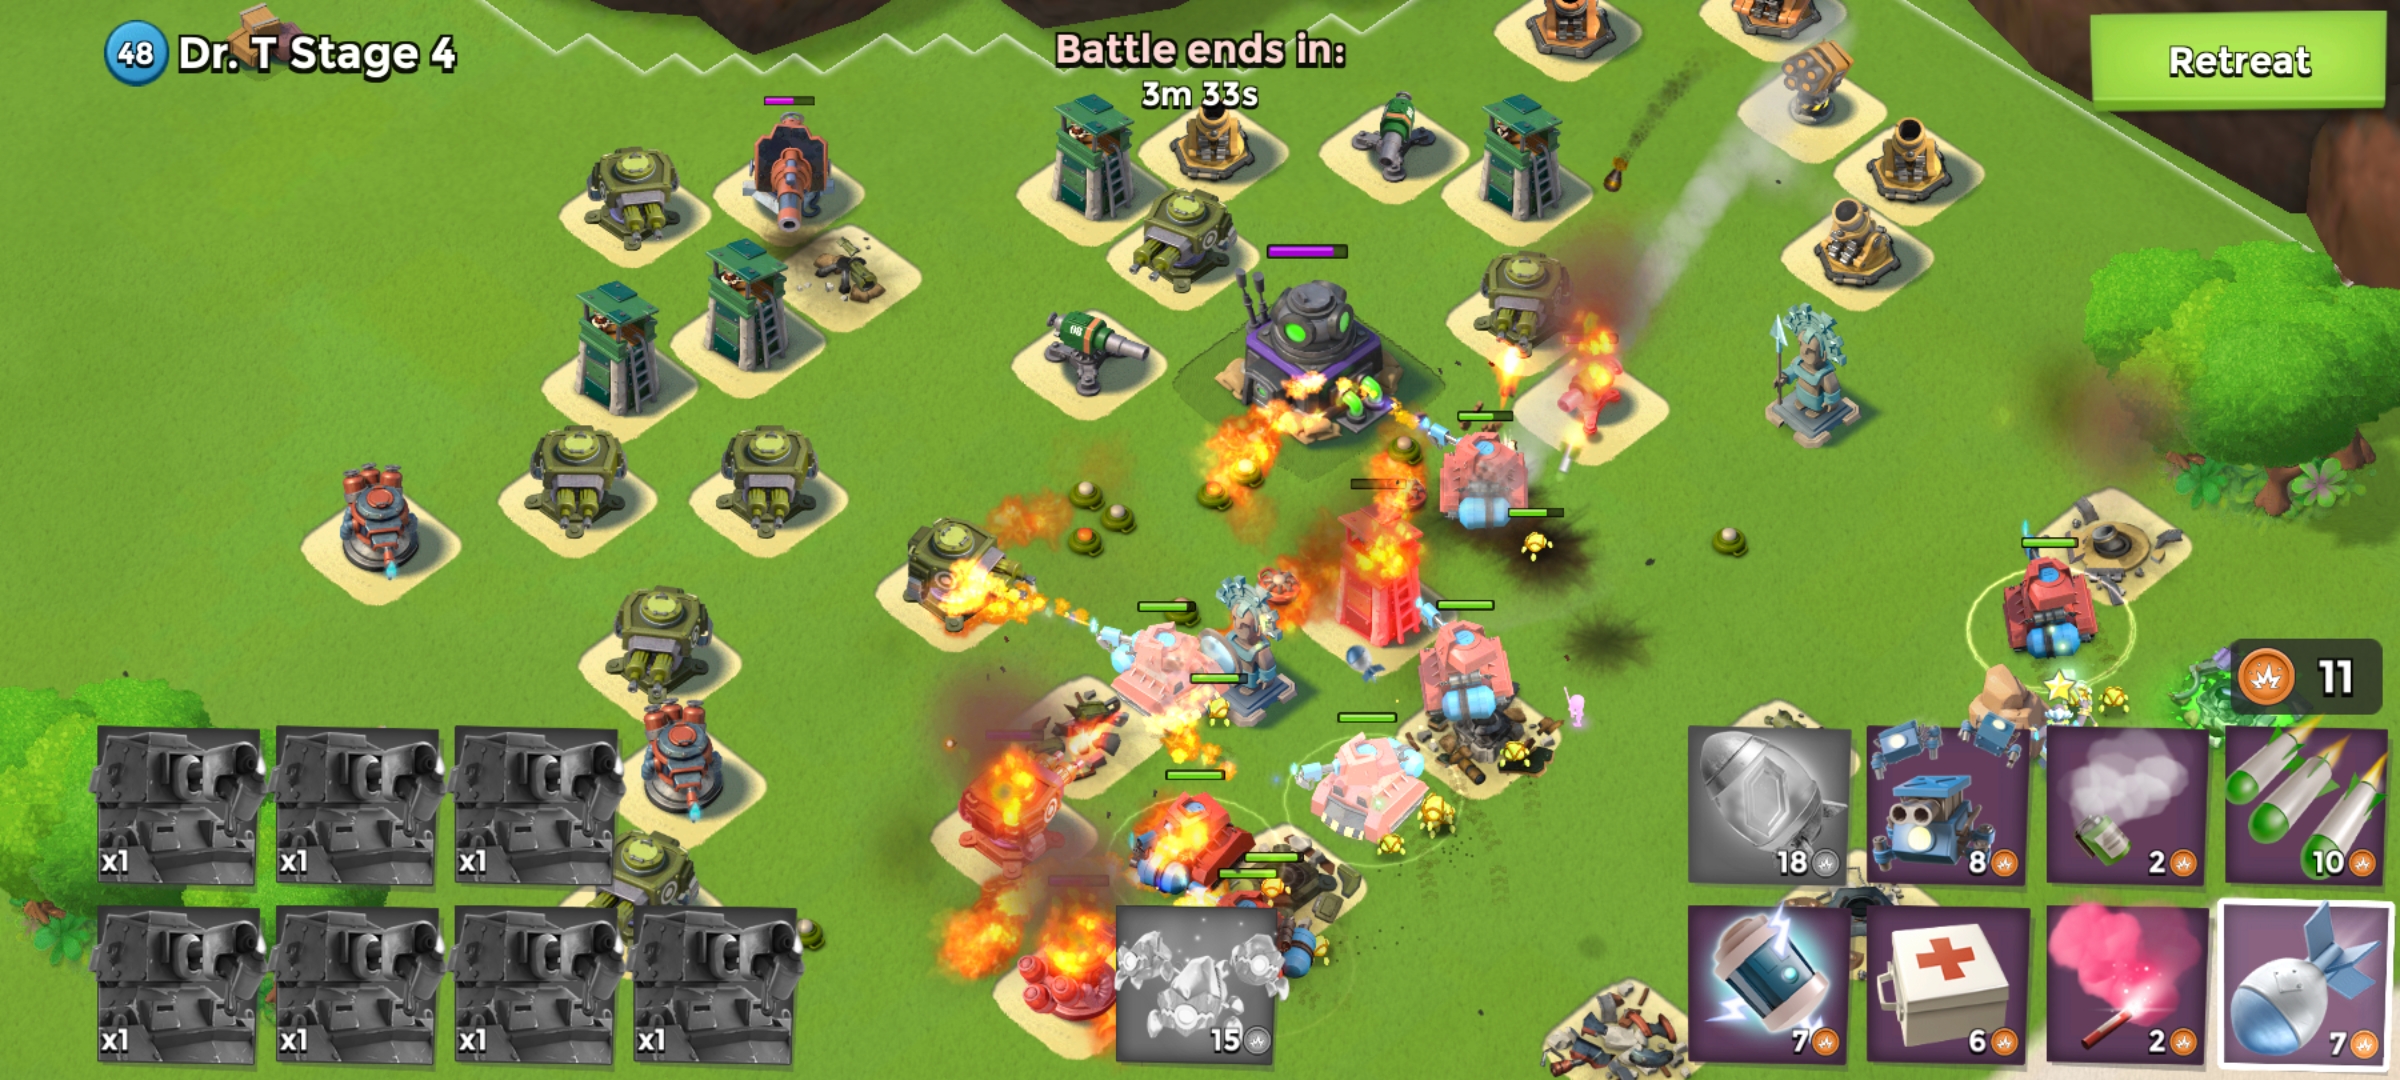 48 Dr. T Stage 4
Battle ends in:
3m 33s
Retreat
11
x1 x1 x1
18 8 2 10
x1 x1 x1 x1
15
7 6 2 7